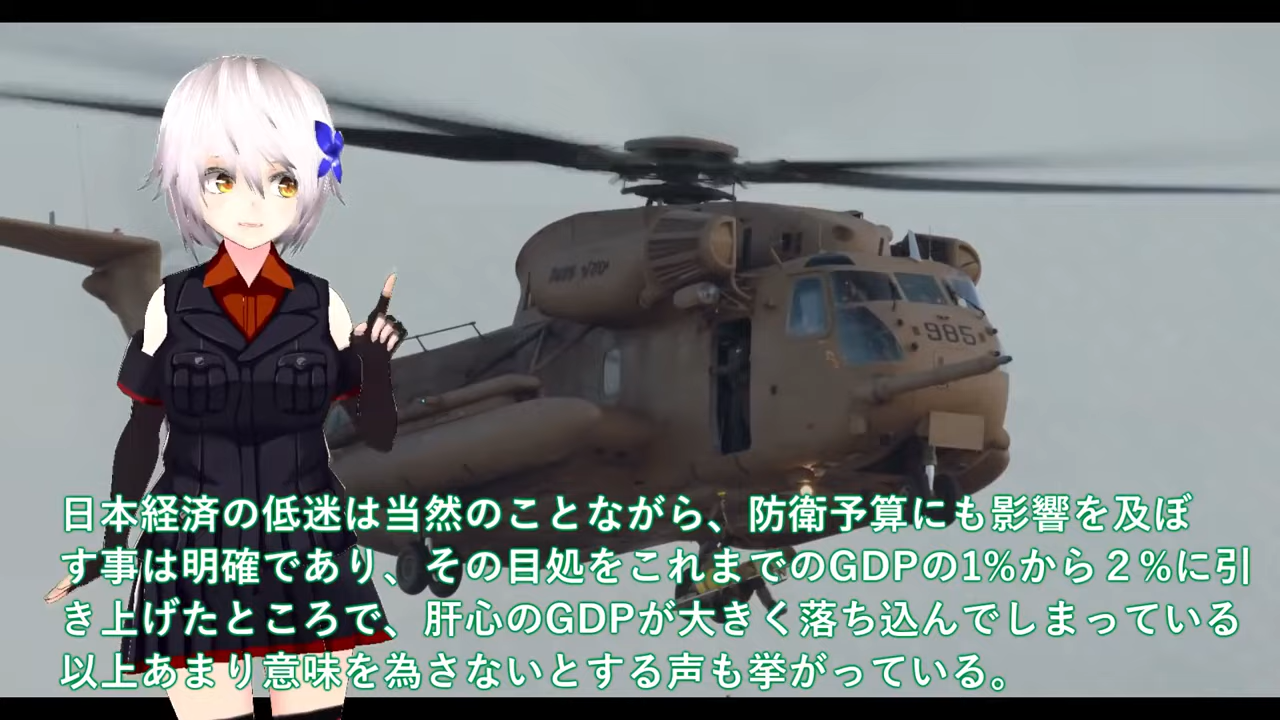 985
日本経済の低迷は当然のことながら、防衛予算にも影響を及ぼ
す事は明確であり、その目処をこれまでのGDPの1%から２%に引
き上げたところで、肝心のGDPが大きく落ち込んでしまっている
以上あまり意味を為さないとする声も挙がっている。